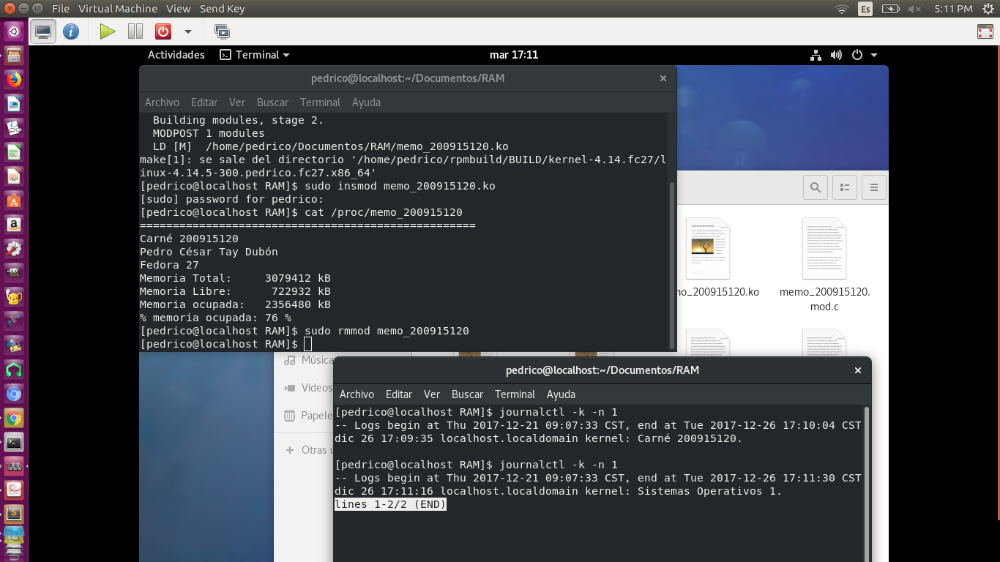 File Virtual Machine View Send Key
Es
5:11 PM
Actividades Terminal mar 17:11
pedrico@localhost:~/Documentos/RAM
Archivo Editar Ver Buscar Terminal Ayuda
Building modules, stage 2.
MODPOST 1 modules
LD [M] /home/pedrico/Documentos/RAM/memo_200915120.ko
make[1]: se sale del directorio '/home/pedrico/rpmbuild/BUILD/kernel-4.14.fc27/l
inux-4.14.5-300.pedrico.fc27.x86_64'
[pedrico@localhost RAM]$ sudo insmod memo_200915120.ko
[sudo] password for pedrico:
[pedrico@localhost RAM]$ cat /proc/memo_200915120
===================================================
Carné 200915120
Pedro César Tay Dubón
Fedora 27
Memoria Total: 3079412 kB
Memoria Libre: 722932 kB
Memoria ocupada: 2356480 kB
% memoria ocupada: 76 %
[pedrico@localhost RAM]$ sudo rmmod memo_200915120
[pedrico@localhost RAM]$
mo_200915120.ko
memo_200915120.
mod.c
Música
Vídeos
Papele
Otras u
pedrico@localhost:~/Documentos/RAM
Archivo Editar Ver Buscar Terminal Ayuda
[pedrico@localhost RAM]$ journalctl -k -n 1
-- Logs begin at Thu 2017-12-21 09:07:33 CST, end at Tue 2017-12-26 17:10:04 CST
dic 26 17:09:35 localhost.localdomain kernel: Carné 200915120.
[pedrico@localhost RAM]$ journalctl -k -n 1
-- Logs begin at Thu 2017-12-21 09:07:33 CST, end at Tue 2017-12-26 17:11:30 CST
dic 26 17:11:16 localhost.localdomain kernel: Sistemas Operativos 1.
lines 1-2/2 (END)